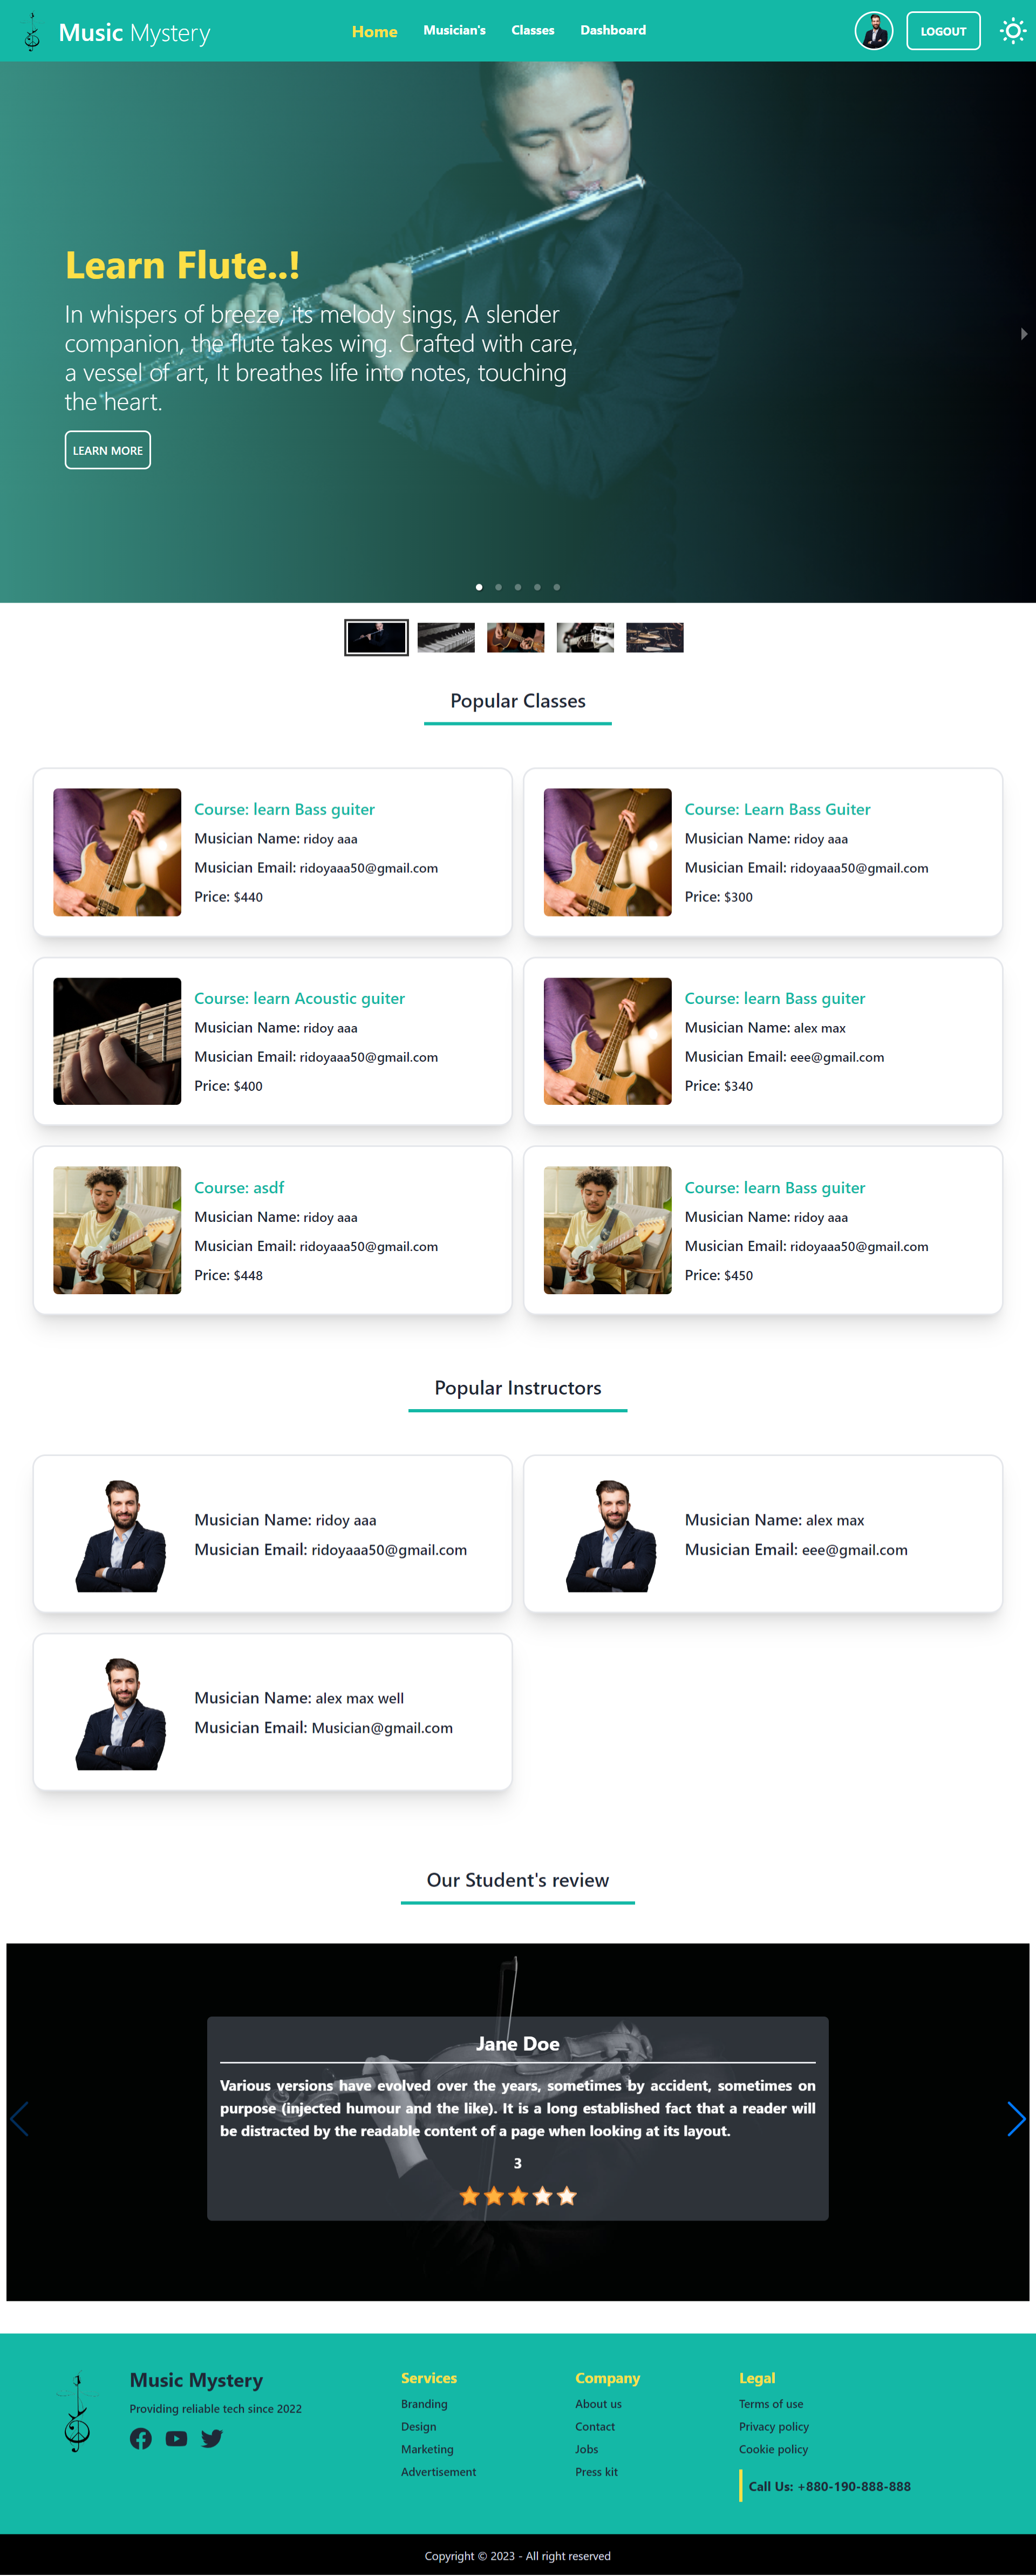 Music Mystery
Home
Musician's
Classes
Dashboard
LOGOUT
Learn Flute..!
In whispers of breeze, its melody sings, A slender
companion, the flute takes wing. Crafted with care,
a vessel of art, It breathes life into notes, touching
the heart.
LEARN MORE
Popular Classes
Course: learn Bass guiter
Musician Name: ridoy aaa
Musician Email: ridoyaaa50@gmail.com
Price: $440
Course: Learn Bass Guiter
Musician Name: ridoy aaa
Musician Email: ridoyaaa50@gmail.com
Price: $300
Course: learn Acoustic guiter
Musician Name: ridoy aaa
Musician Email: ridoyaaa50@gmail.com
Price: $400
Course: learn Bass guiter
Musician Name: alex max
Musician Email: eee@gmail.com
Price: $340
Course: asdf
Musician Name: ridoy aaa
Musician Email: ridoyaaa50@gmail.com
Price: $448
Course: learn Bass guiter
Musician Name: ridoy aaa
Musician Email: ridoyaaa50@gmail.com
Price: $450
Popular Instructors
Musician Name: ridoy aaa
Musician Email: ridoyaaa50@gmail.com
Musician Name: alex max
Musician Email: eee@gmail.com
Musician Name: alex max well
Musician Email: Musician@gmail.com
Our Student's review
Jane Doe
Various versions have evolved over the years, sometimes by accident, sometimes on
purpose (injected humour and the like). It is a long established fact that a reader will
be distracted by the readable content of a page when looking at its layout.
3
Music Mystery
Providing reliable tech since 2022
Services
Branding
Design
Marketing
Advertisement
Company
About us
Contact
Jobs
Press kit
Legal
Terms of use
Privacy policy
Cookie policy
Call Us: +880-190-888-888
Copyright © 2023 - All right reserved